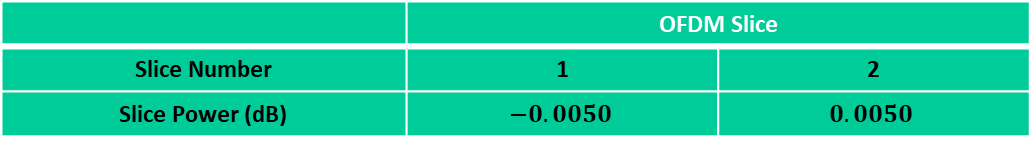 OFDM Slice
Slice Number 1 2
Slice Power (dB) −0.0050 0.0050